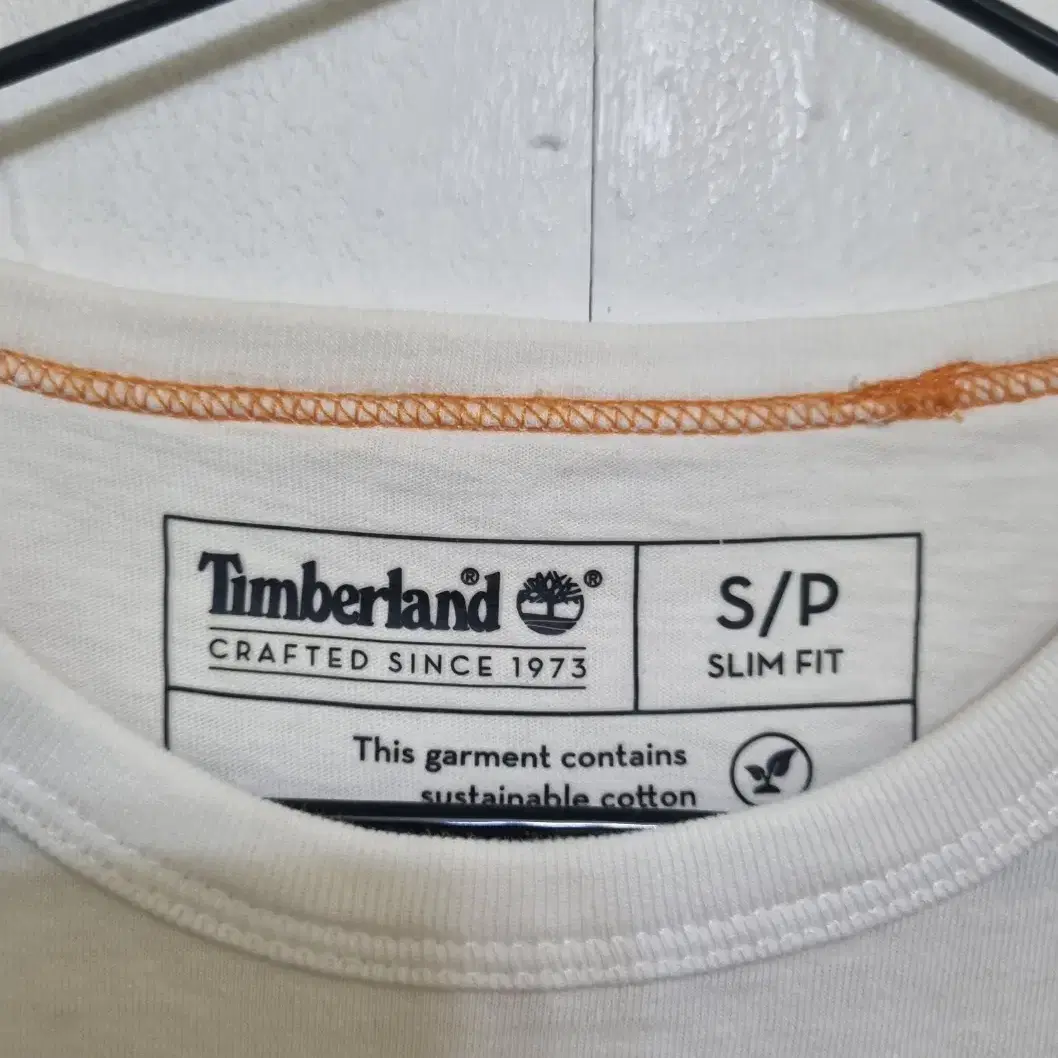 Timberland® ®
CRAFTED SINCE 1973
S/P
SLIM FIT
This garment contains
sustainable cotton